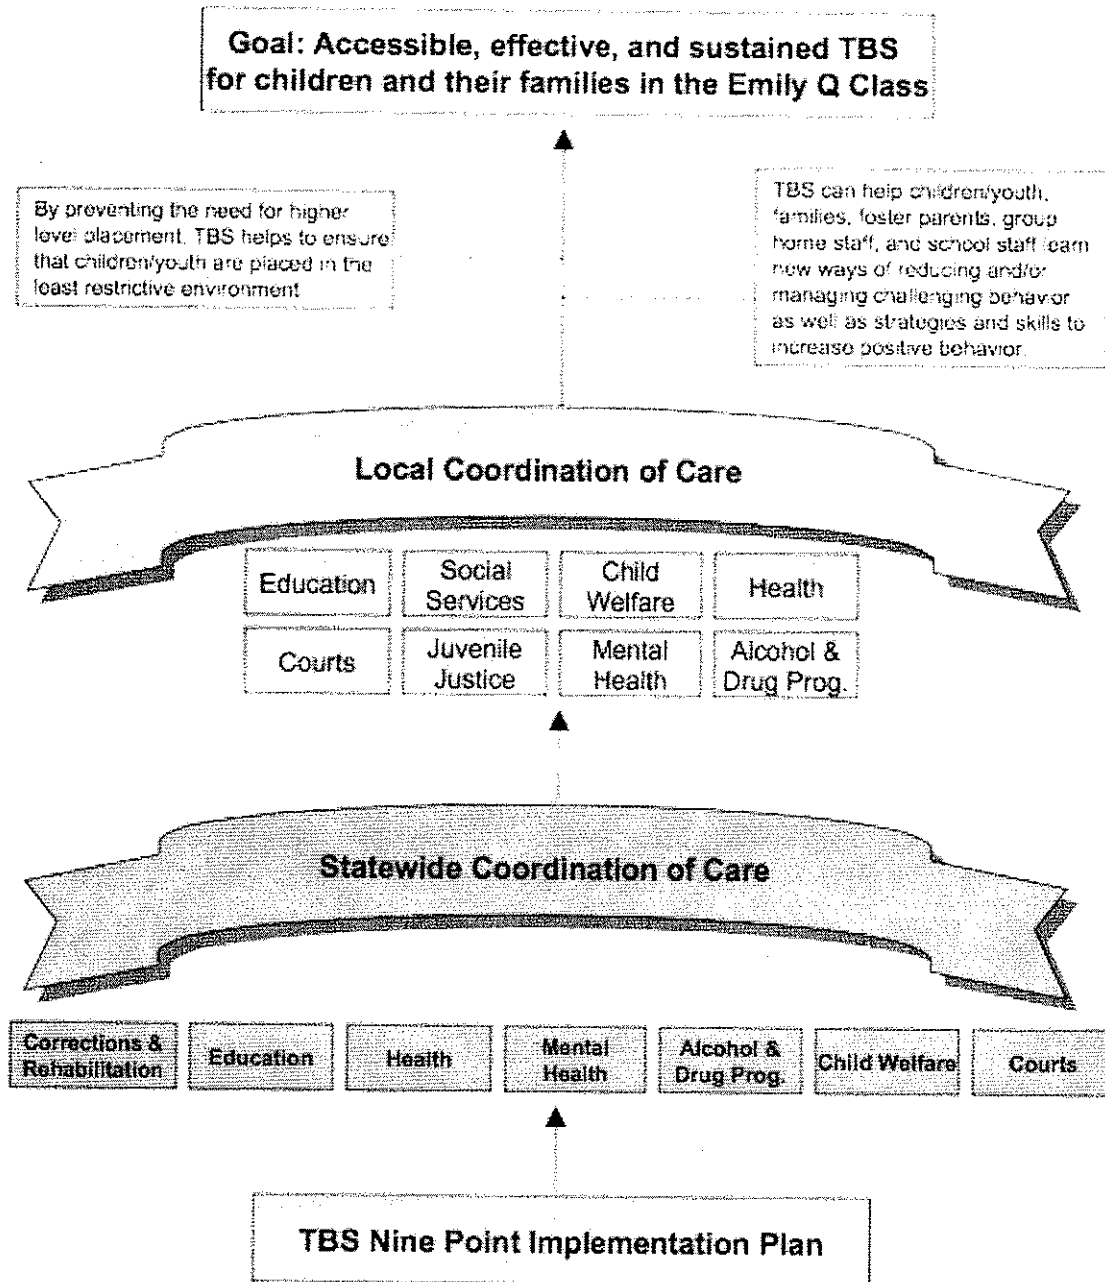 Goal: Accessible, effective, and sustained TBS
for children and their families in the Emily Q Class
By preventing the need for higher
level placement, TBS helps to ensure
that children/youth are placed in the
least restrictive environment
TBS can help children/youth,
families, foster parents, group
home staff, and school staff learn
new ways of reducing and/or
managing challenging behavior
as well as strategies and skills to
increase positive behavior.
Local Coordination of Care
Education
Social
Services
Child
Welfare
Health
Courts
Juvenile
Justice
Mental
Health
Alcohol &
Drug Prog.
Statewide Coordination of Care
Corrections &
Rehabilitation
Education
Health
Mental
Health
Alcohol &
Drug Prog.
Child Welfare
Courts
TBS Nine Point Implementation Plan